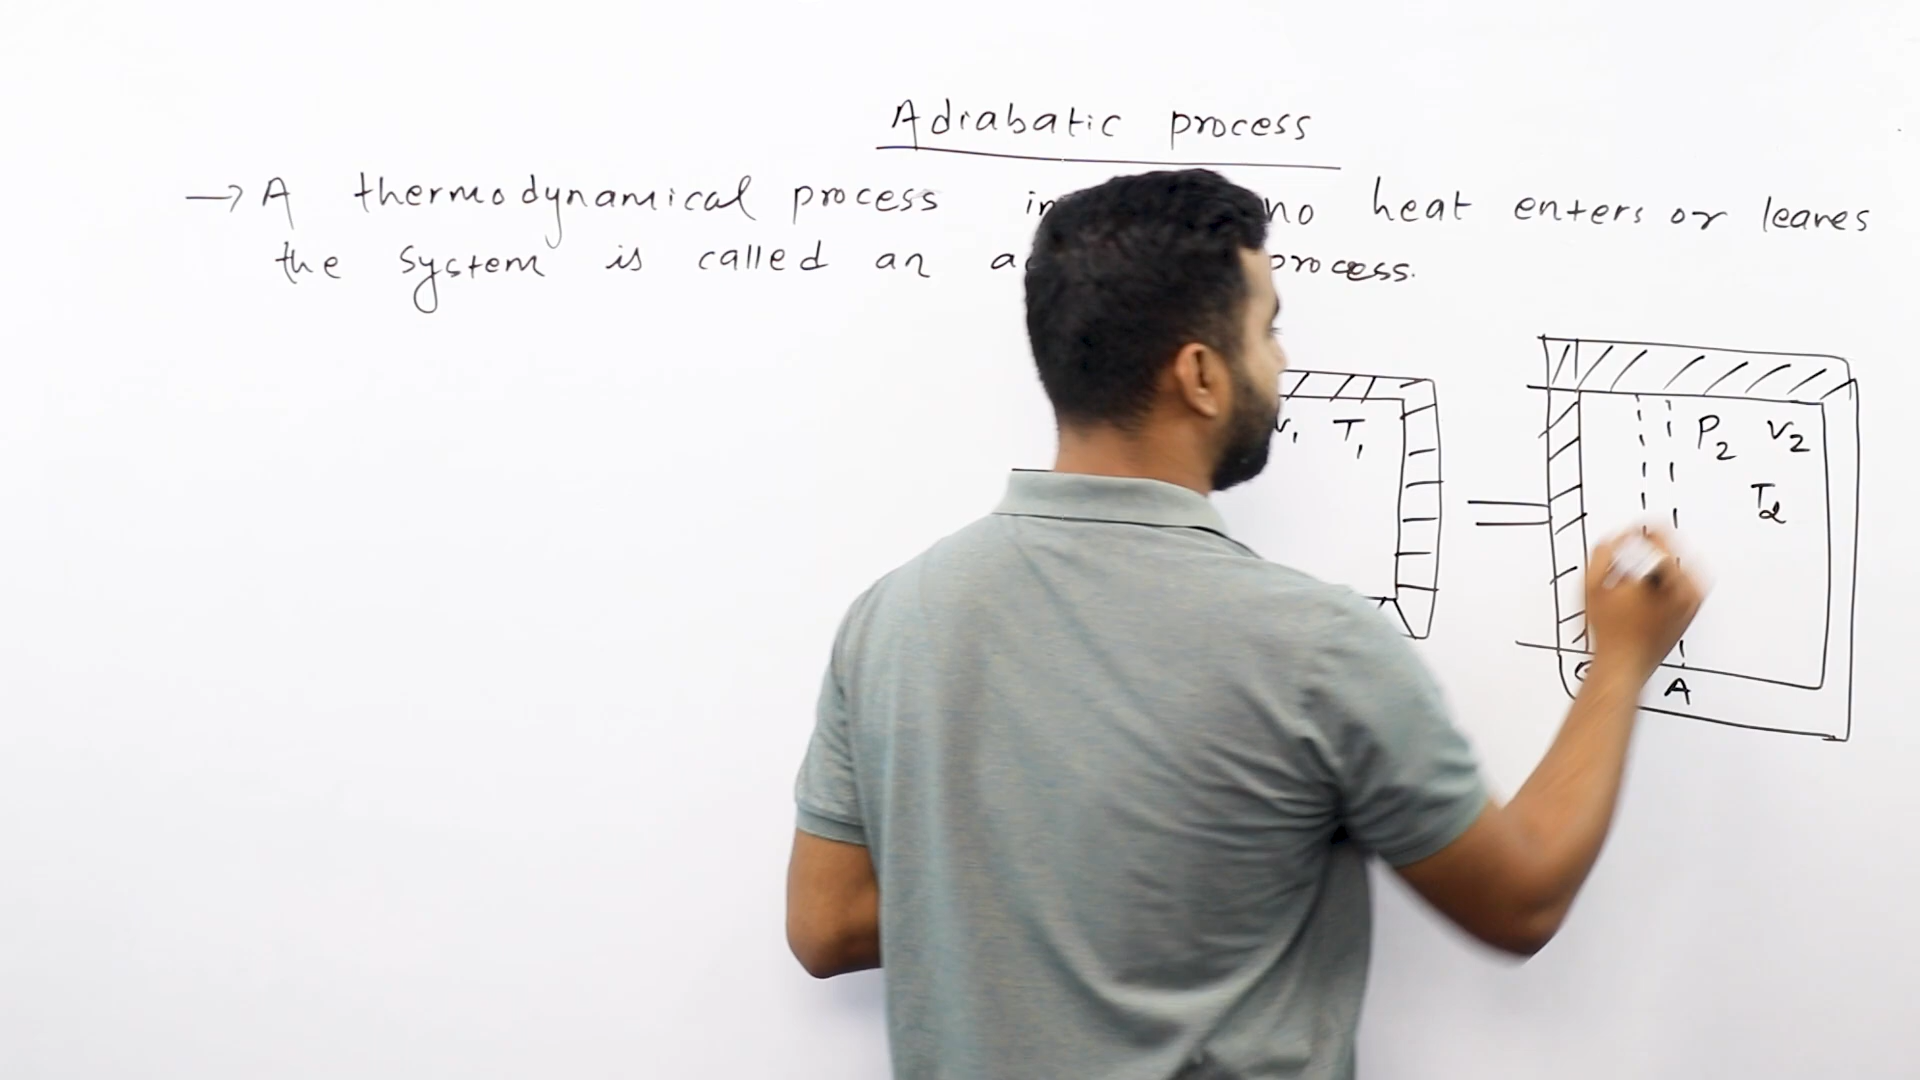 Adiabatic process
→ A thermodynamical process no heat enters or leaves
the system is called an process.
T₁
P₂ V₂
T₂
A